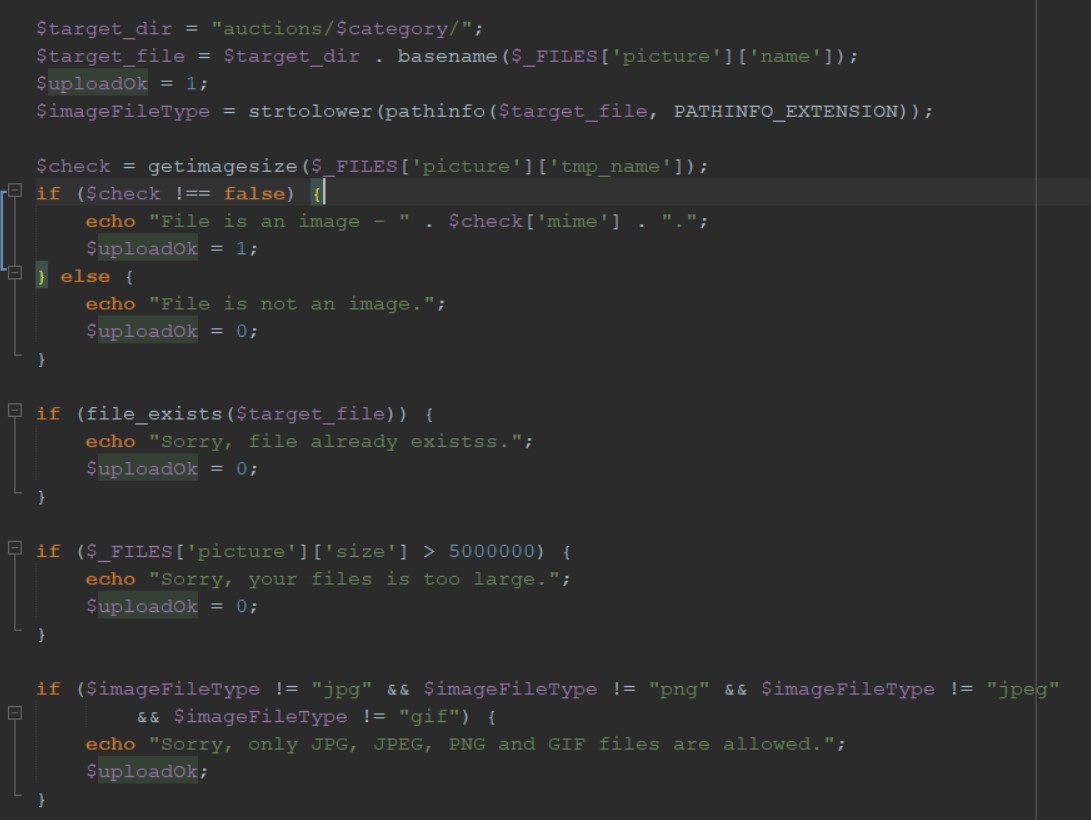 $target_dir = "auctions/$category/";
$target_file = $target_dir . basename($_FILES['picture']['name']);
$uploadOk = 1;
$imageFileType = strtolower(pathinfo($target_file, PATHINFO_EXTENSION));

$check = getimagesize($_FILES['picture']['tmp_name']);
if ($check !== false) {
    echo "File is an image - " . $check['mime'] . ".";
    $uploadOk = 1;
} else {
    echo "File is not an image.";
    $uploadOk = 0;
}

if (file_exists($target_file)) {
    echo "Sorry, file already existss.";
    $uploadOk = 0;
}

if ($_FILES['picture']['size'] > 5000000) {
    echo "Sorry, your files is too large.";
    $uploadOk = 0;
}

if ($imageFileType != "jpg" && $imageFileType != "png" && $imageFileType != "jpeg"
        && $imageFileType != "gif") {
    echo "Sorry, only JPG, JPEG, PNG and GIF files are allowed.";
    $uploadOk;
}